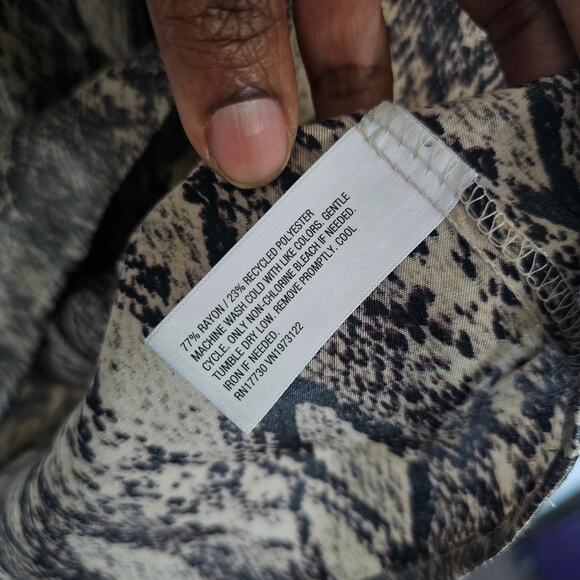 77% RAYON / 23% RECYCLED POLYESTER
MACHINE WASH COLD WITH LIKE COLORS. GENTLE
CYCLE. ONLY NON-CHLORINE BLEACH IF NEEDED.
TUMBLE DRY LOW. REMOVE PROMPTLY. COOL
IRON IF NEEDED.
RN17730 VN1973122